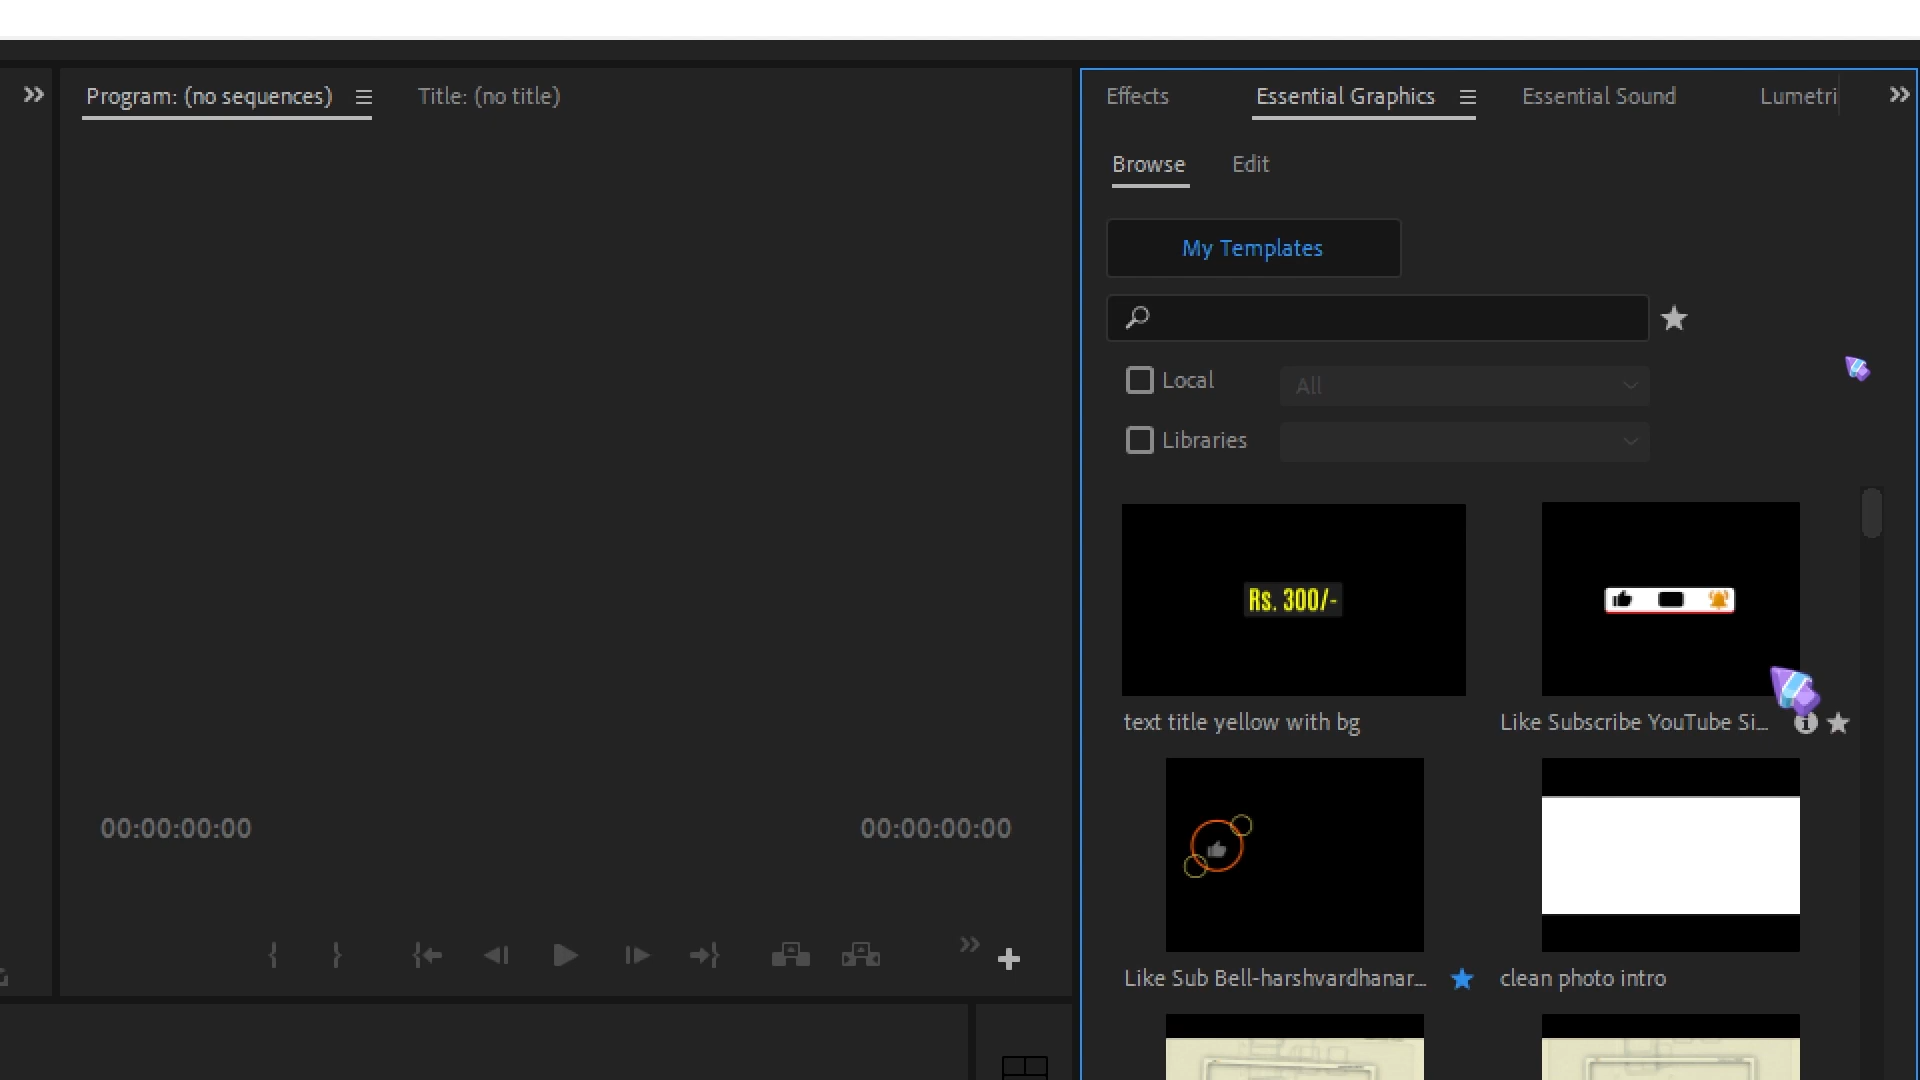 Program: (no sequences)
Title: (no title)
Effects
Essential Graphics
Essential Sound
Lumetri
Browse
Edit
My Templates
Local
All
Libraries
Rs. 300/-
text title yellow with bg
Like Subscribe YouTube Si...
00:00:00:00
00:00:00:00
Like Sub Bell-harshvardhanar...
clean photo intro